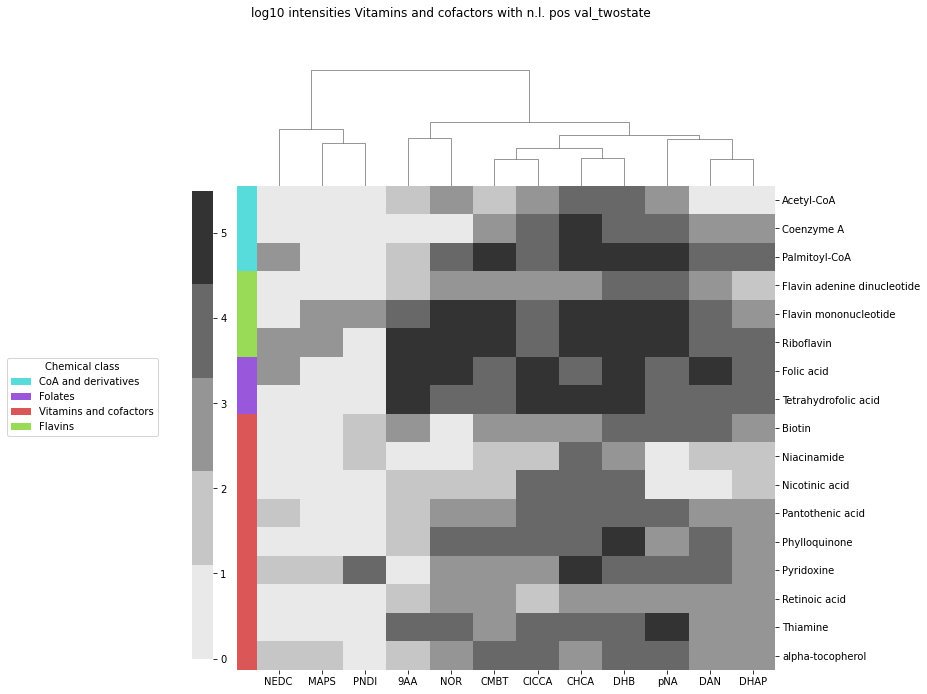 log10 intensities Vitamins and cofactors with n.l. pos val_twostate
5
4
3
2
1
0
Chemical class
CoA and derivatives
Folates
Vitamins and cofactors
Flavins
Acetyl-CoA
Coenzyme A
Palmitoyl-CoA
Flavin adenine dinucleotide
Flavin mononucleotide
Riboflavin
Folic acid
Tetrahydrofolic acid
Biotin
Niacinamide
Nicotinic acid
Pantothenic acid
Phylloquinone
Pyridoxine
Retinoic acid
Thiamine
alpha-tocopherol
NEDC MAPS PNDI 9AA NOR CMBT ClCCA CHCA DHB pNA DAN DHAP